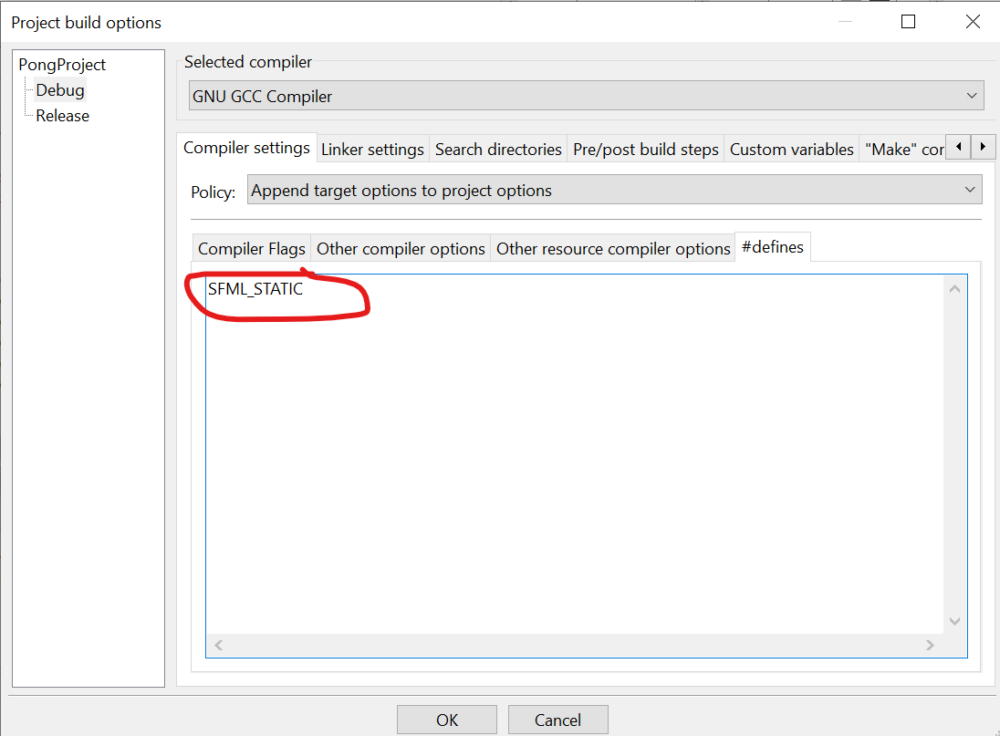 Project build options
PongProject
Debug
Release
Selected compiler
GNU GCC Compiler
Compiler settings Linker settings Search directories Pre/post build steps Custom variables "Make" cor
Policy: Append target options to project options
Compiler Flags Other compiler options Other resource compiler options #defines
SFML_STATIC
OK Cancel